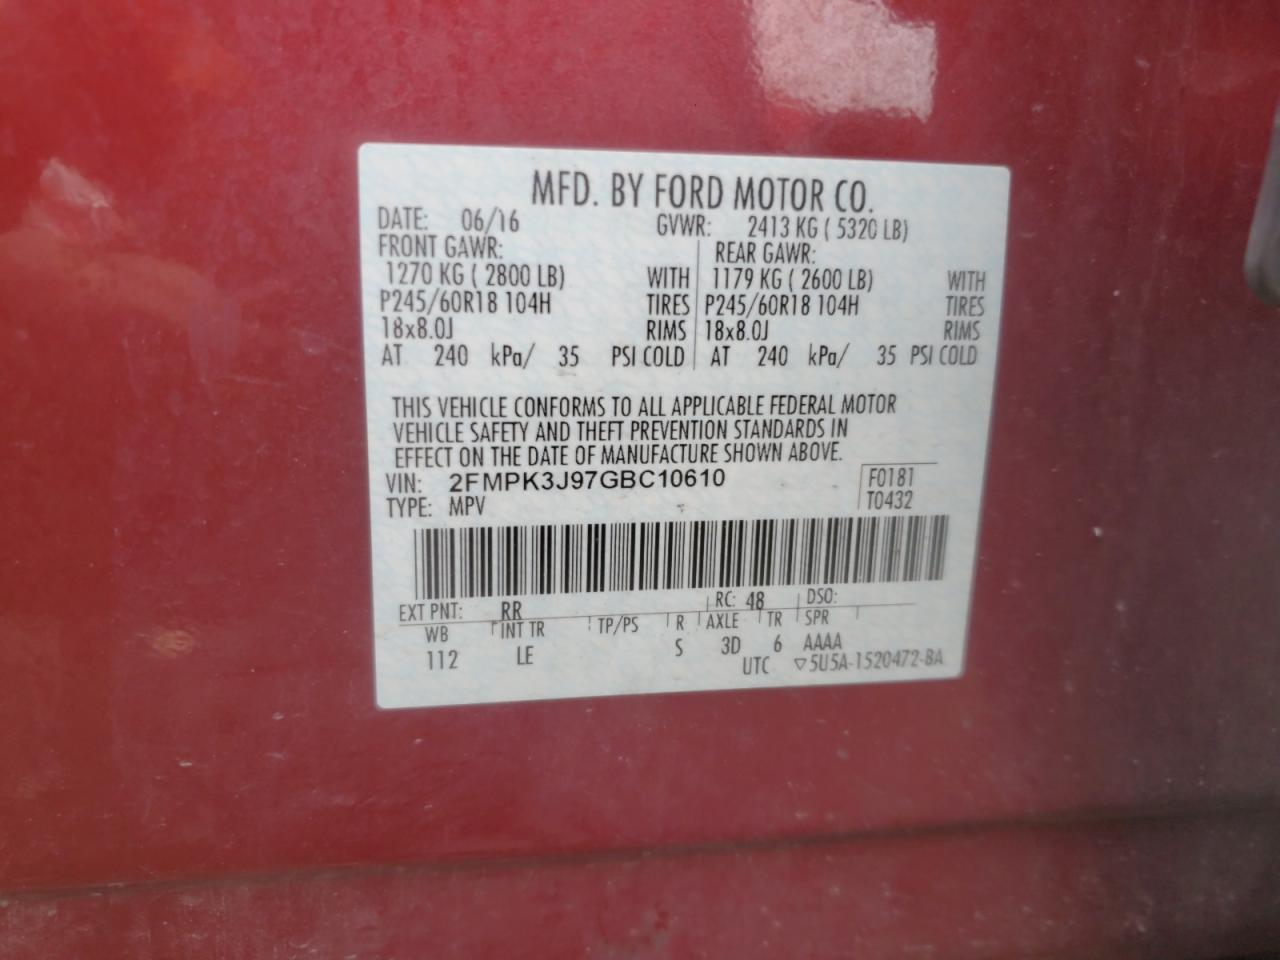 MFD. BY FORD MOTOR CO.
DATE: 06/16 GVWR: 2413 KG ( 5320 LB)
FRONT GAWR: REAR GAWR:
1270 KG ( 2800 LB) WITH 1179 KG ( 2600 LB) WITH
P245/60R18 104H TIRES P245/60R18 104H TIRES
18x8.0J RIMS 18x8.0J RIMS
AT 240 kPa/ 35 PSI COLD AT 240 kPa/ 35 PSI COLD
THIS VEHICLE CONFORMS TO ALL APPLICABLE FEDERAL MOTOR
VEHICLE SAFETY AND THEFT PREVENTION STANDARDS IN
EFFECT ON THE DATE OF MANUFACTURE SHOWN ABOVE.
VIN: 2FMPK3J97GBC10610 F0181
TYPE: MPV T0432
EXT PNT: RR RC: 48 DSO:
WB INT TR TP/PS R AXLE TR SPR
112 LE S 3D 6 AAAA
UTC ▽5U5A-1520472-BA